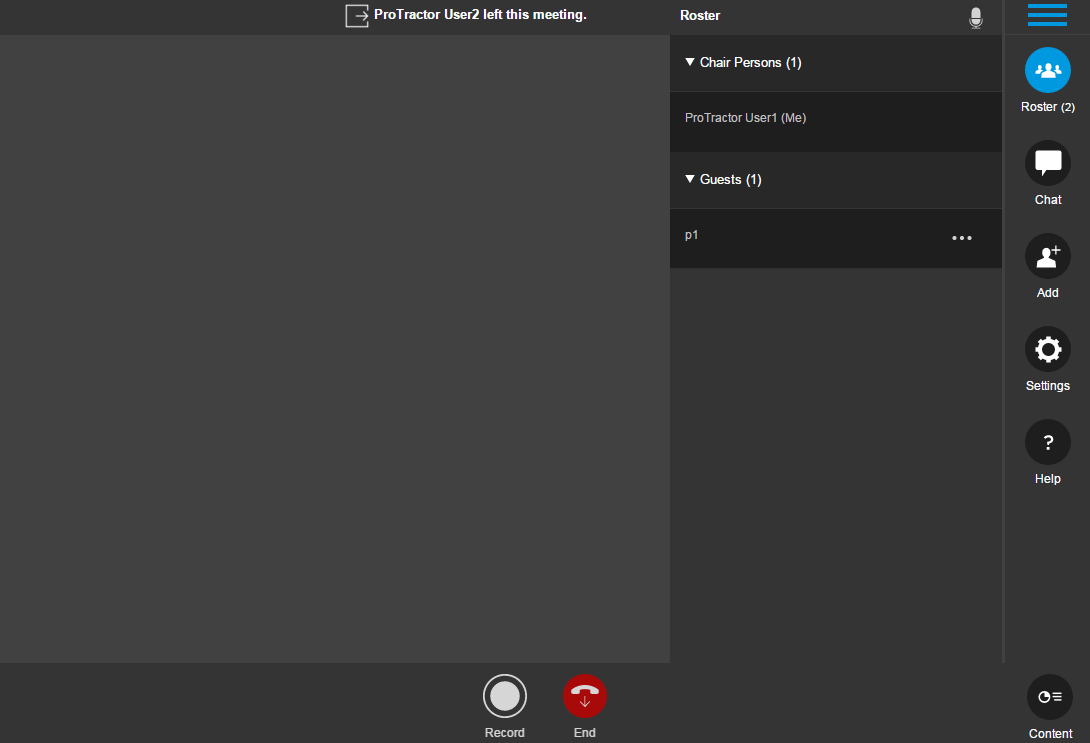 ProTractor User2 left this meeting.
Roster
▼ Chair Persons (1)
ProTractor User1 (Me)
▼ Guests (1)
p1
Roster (2)
Chat
Add
Settings
?
Help
Record
End
Content